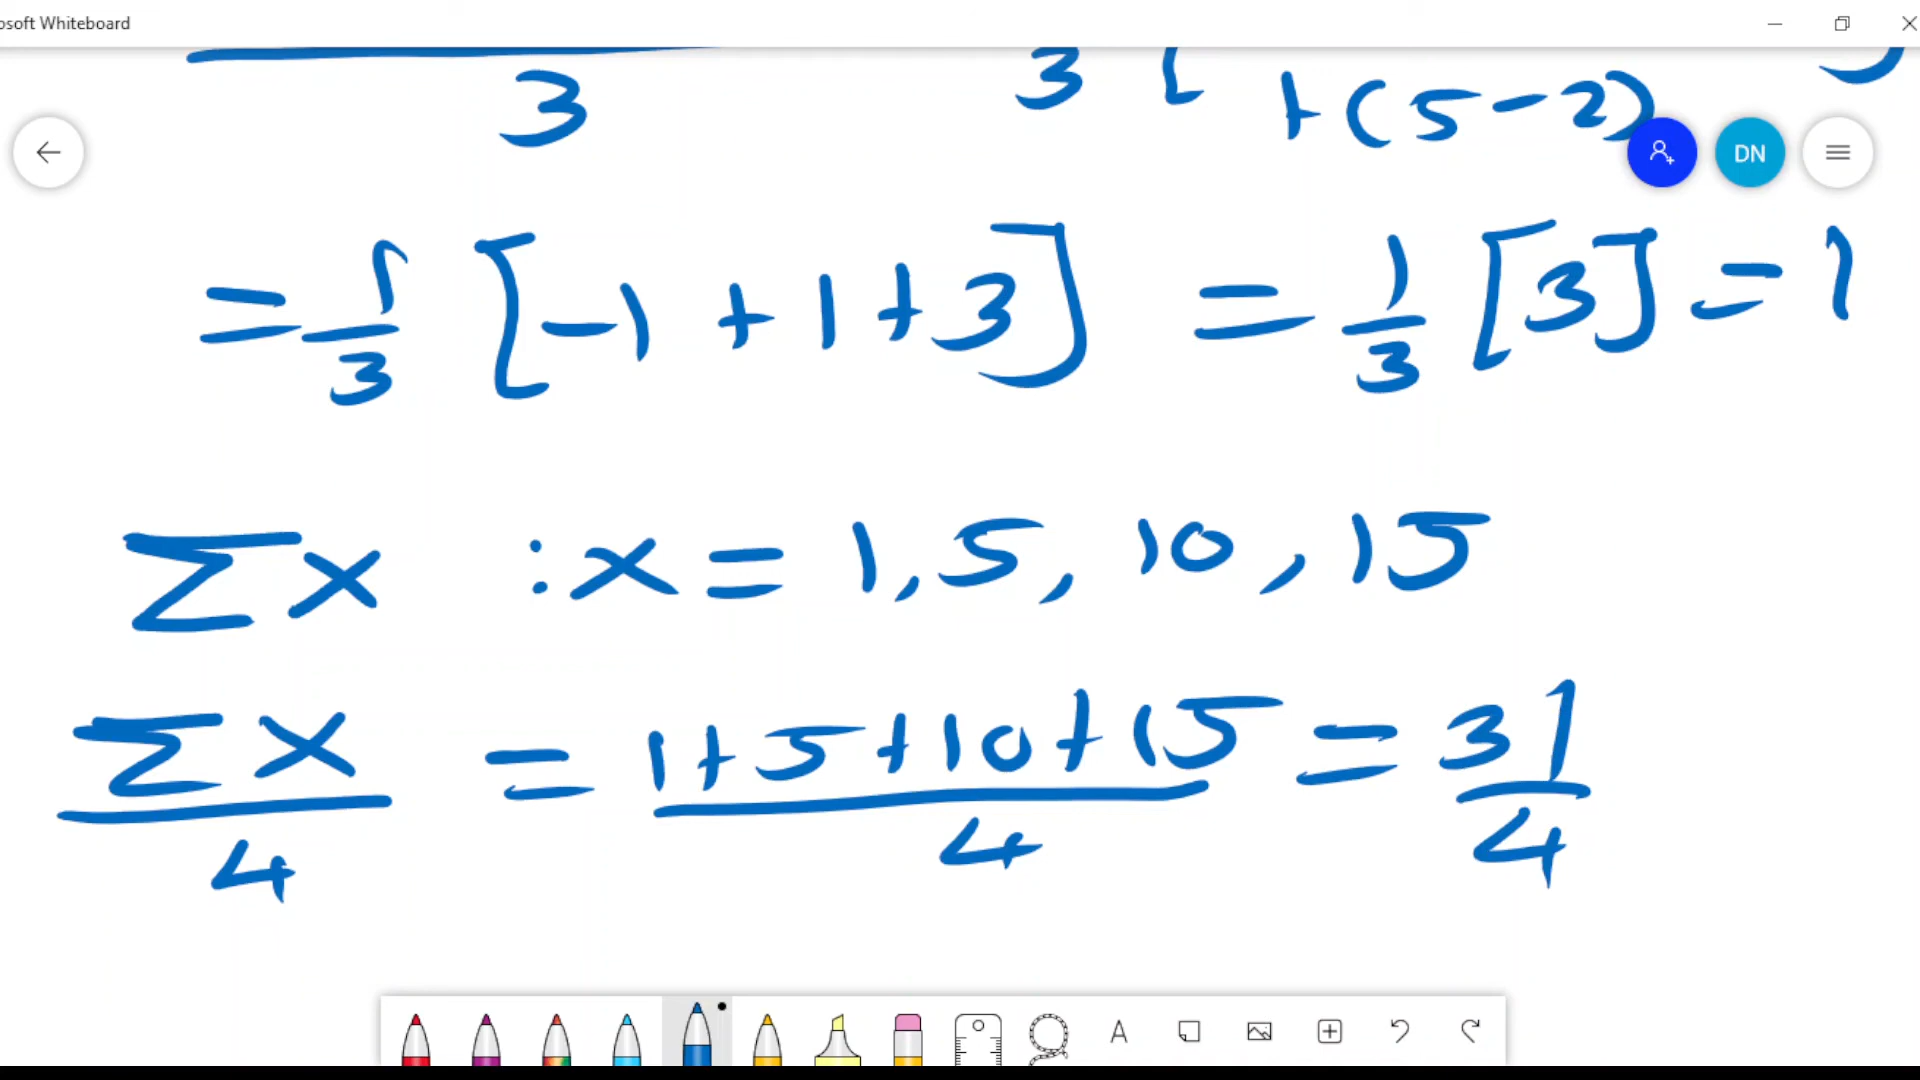 osoft Whiteboard
3 3 [
+(5-2)
DN
= 1/3 [-1+1+3] = 1/3 [3] = 1
Σx : x = 1, 5, 10, 15
Σx/4 = 1+5+10+15/4 = 31/4
A